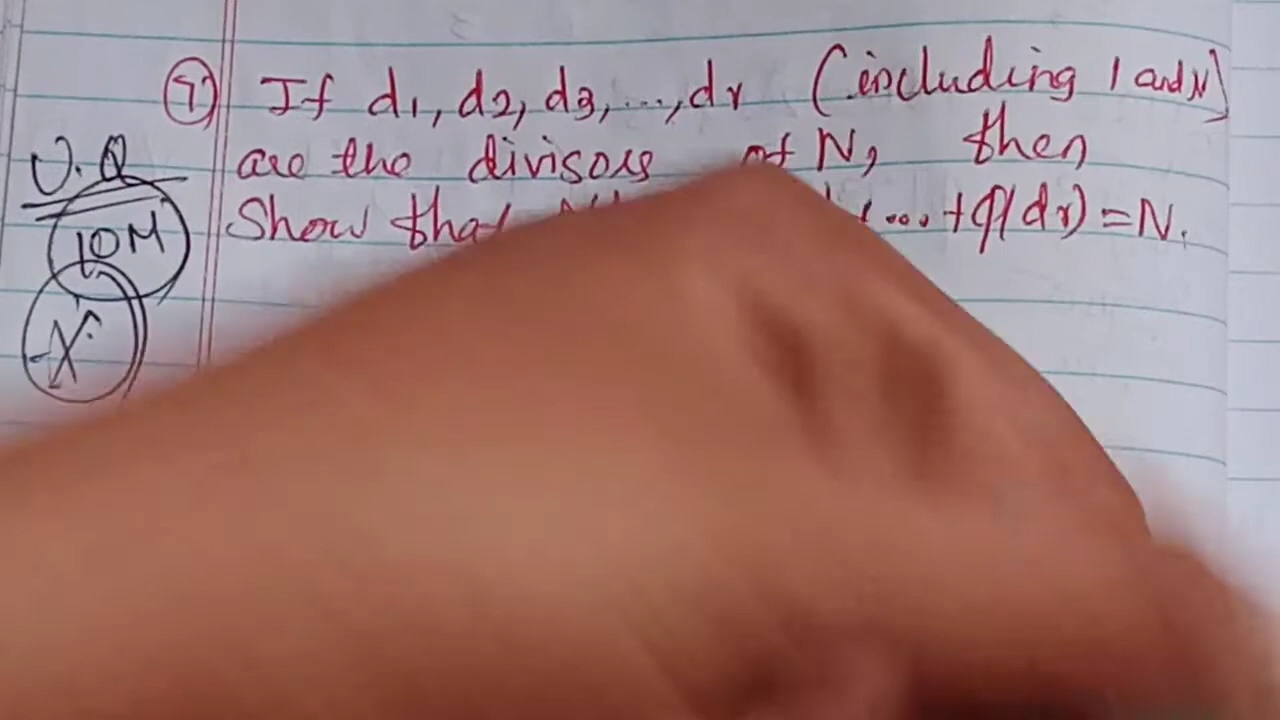 7) If d1, d2, d3, ..., dr (including 1 and N)
U.Q are the divisors of N, then
10M Show that ... + φ(dr) = N.